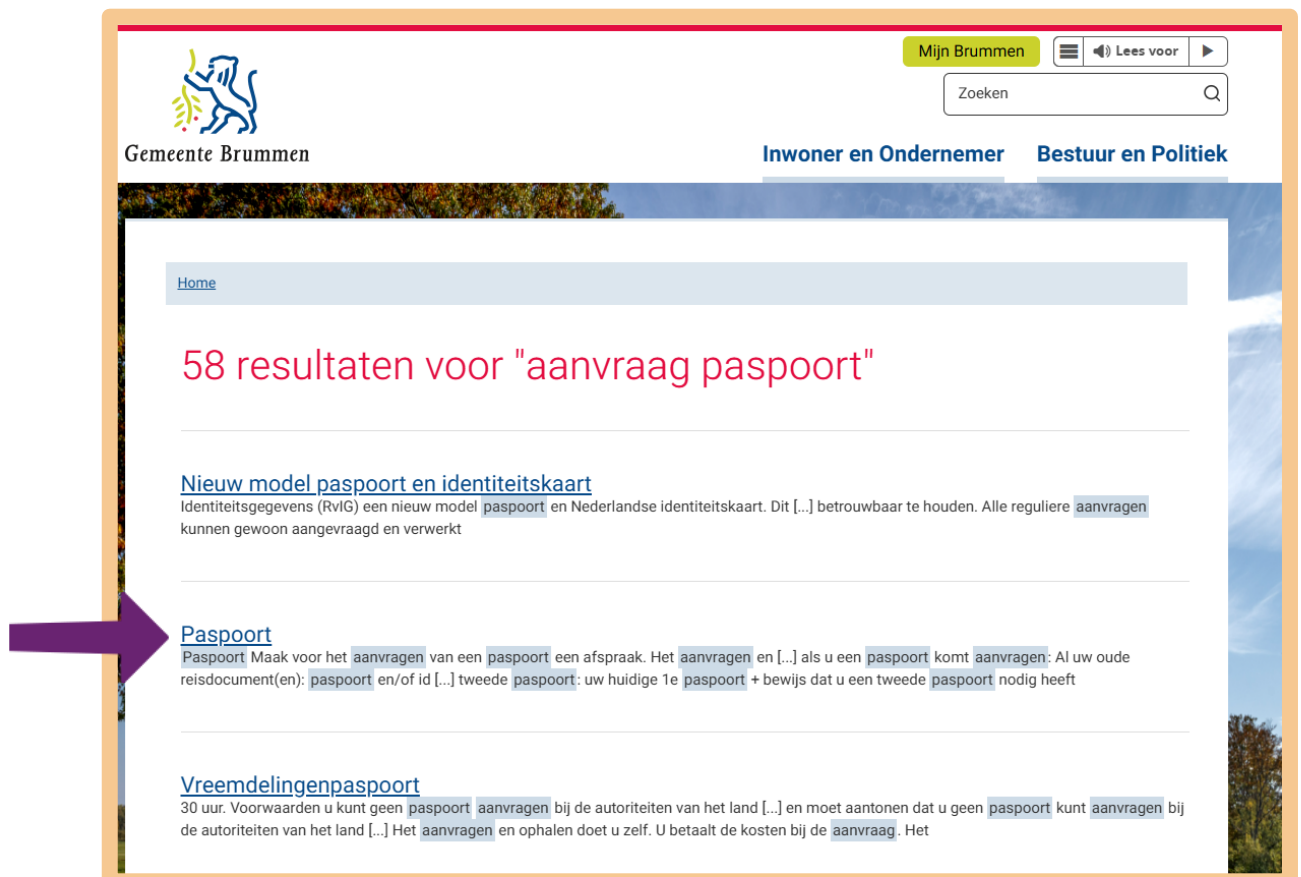 Mijn Brummen
Lees voor
Zoeken
Gemeente Brummen
Inwoner en Ondernemer
Bestuur en Politiek
Home
58 resultaten voor "aanvraag paspoort"
Nieuw model paspoort en identiteitskaart
Identiteitsgegevens (RvIG) een nieuw model paspoort en Nederlandse identiteitskaart. Dit [...] betrouwbaar te houden. Alle reguliere aanvragen
kunnen gewoon aangevraagd en verwerkt
Paspoort
Paspoort Maak voor het aanvragen van een paspoort een afspraak. Het aanvragen en [...] als u een paspoort komt aanvragen: Al uw oude
reisdocument(en): paspoort en/of id [...] tweede paspoort: uw huidige 1e paspoort + bewijs dat u een tweede paspoort nodig heeft
Vreemdelingenpaspoort
30 uur. Voorwaarden u kunt geen paspoort aanvragen bij de autoriteiten van het land [...] en moet aantonen dat u geen paspoort kunt aanvragen bij
de autoriteiten van het land [...] Het aanvragen en ophalen doet u zelf. U betaalt de kosten bij de aanvraag. Het